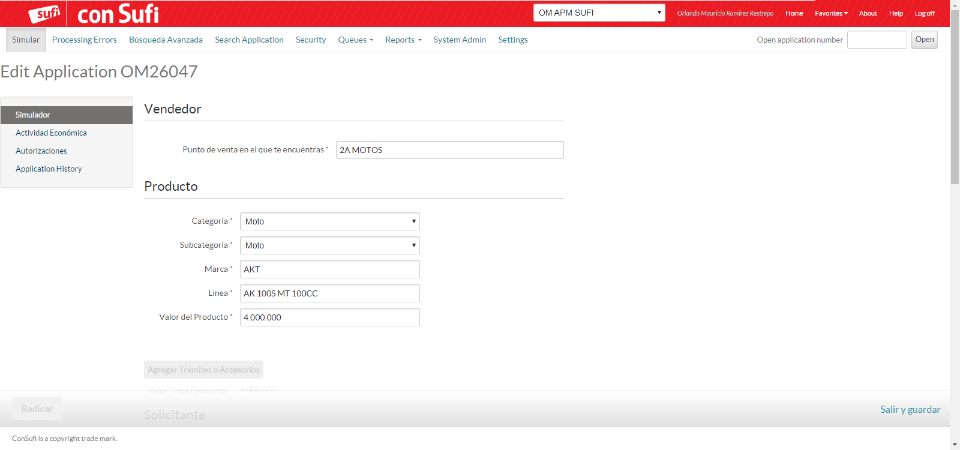 sufi con Sufi OM APM SUFI Orlando Mauricio Ramirez Restrepo Home Favorites About Help Log off
Simular Processing Errors Búsqueda Avanzada Search Application Security Queues Reports System Admin Settings Open application number Open
Edit Application OM26047
Simulador
Actividad Económica
Autorizaciones
Application History
Vendedor
Punto de venta en el que te encuentras * 2A MOTOS
Producto
Categoría * Moto
Subcategoría * Moto
Marca * AKT
Linea * AK 100S MT 100CC
Valor del Producto * 4.000.000
Agregar Trámites o Accesorios
Valor Total Productos 4.000.000
Solicitante
Radicar Salir y guardar
ConSufi is a copyright trade mark.